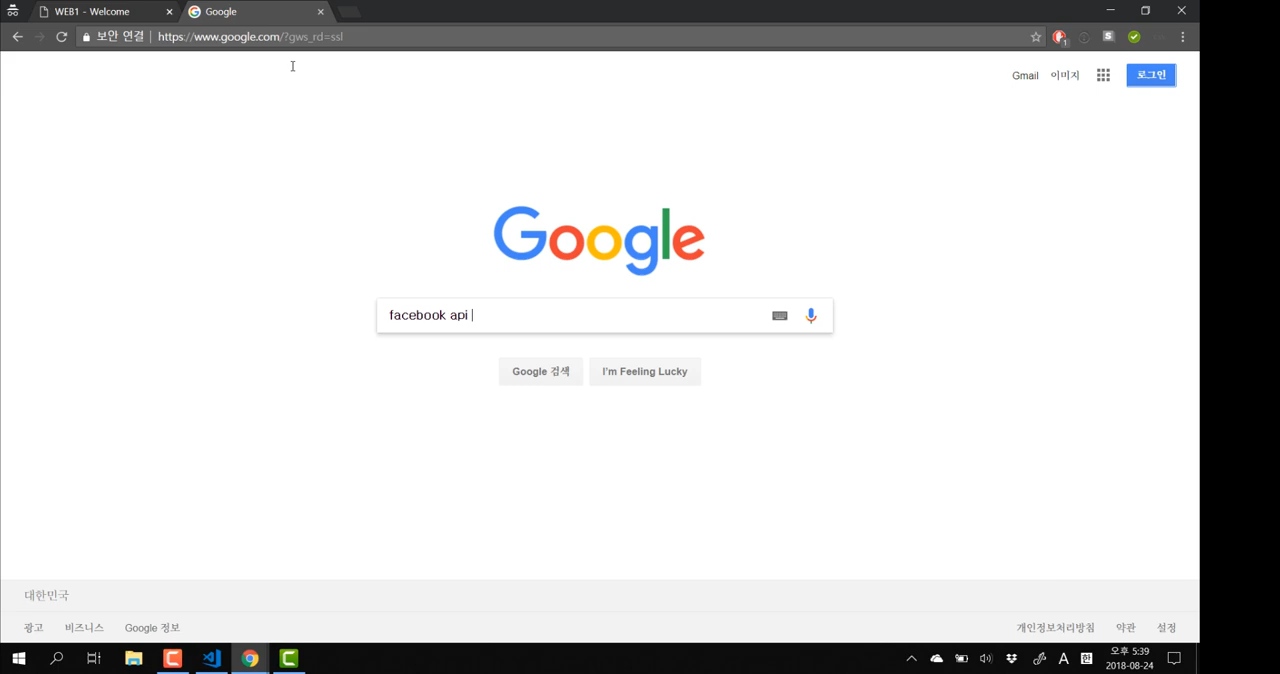 WEB1 - Welcome
Google
보안 연결 | https://www.google.com/?gws_rd=ssl
1
S
Gmail 이미지 로그인
Google
facebook api
Google 검색 I'm Feeling Lucky
대한민국
광고 비즈니스 Google 정보 개인정보처리방침 약관 설정
A 한 오후 5:39
2018-08-24